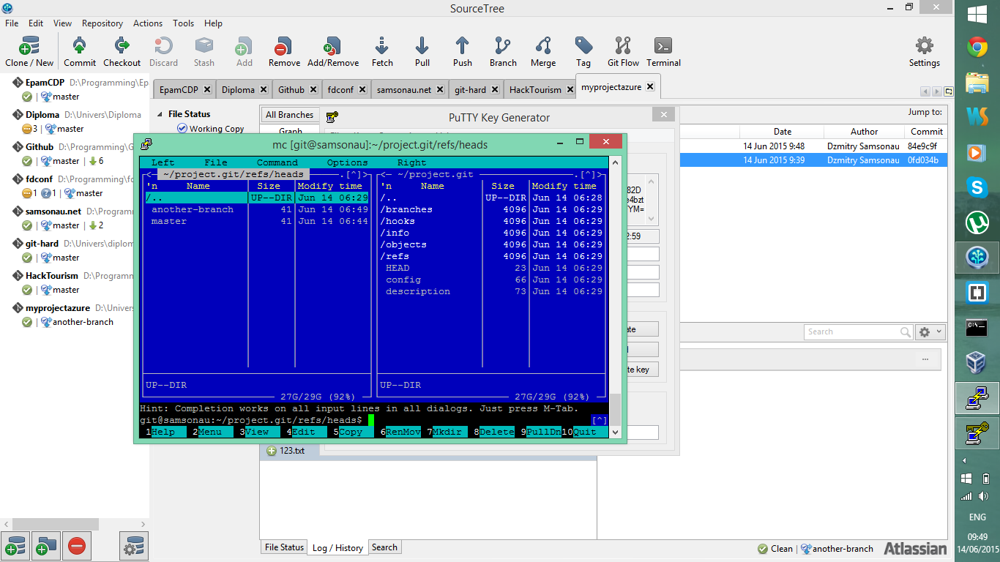 SourceTree
File Edit View Repository Actions Tools Help
Clone / New Commit Checkout Discard Stash Add Remove Add/Remove Fetch Pull Push Branch Merge Tag Git Flow Terminal Settings
EpamCDP D:\Programming\Ep
master
Diploma D:\Univers\Diploma
3 | master
Github D:\Programming\G
master | 6
fdconf D:\Programming\fc
1 1 | master
samsonau.net D:\Program
master | 2
git-hard D:\Univers\diplom
master
HackTourism D:\Programm
master
myprojectazure D:\Univers
another-branch
EpamCDP Diploma Github fdconf samsonau.net git-hard HackTourism myprojectazure
File Status
Working Copy
All Branches
Graph
Jump to:
Date Author Commit
14 Jun 2015 9:48 Dzmitry Samsonau 84e9c9f
14 Jun 2015 9:39 Dzmitry Samsonau 0fd034b
PuTTY Key Generator
82D
e4bzt
YM=
2:59
ate
te key
mc [git@samsonau]:~/project.git/refs/heads
Left File Command Options Right
<— ~/project.git/refs/heads .[^]>
'n Name Size Modify time
/.. UP--DIR Jun 14 06:29
another-branch 41 Jun 14 06:49
master 41 Jun 14 06:44
UP--DIR
27G/29G (92%)
<— ~/project.git .[^]>
'n Name Size Modify time
/.. UP--DIR Jun 14 06:28
/branches 4096 Jun 14 06:29
/hooks 4096 Jun 14 06:29
/info 4096 Jun 14 06:29
/objects 4096 Jun 14 06:29
/refs 4096 Jun 14 06:29
HEAD 23 Jun 14 06:29
config 66 Jun 14 06:29
description 73 Jun 14 06:29
UP--DIR
27G/29G (92%)
Hint: Completion works on all input lines in all dialogs. Just press M-Tab.
git@samsonau:~/project.git/refs/heads$ [^]
1Help 2Menu 3View 4Edit 5Copy 6RenMov 7Mkdir 8Delete 9PullDn 10Quit
Search
...
123.txt
File Status Log / History Search
Clean | another-branch Atlassian
C:\
ENG
09:49
14/06/2015